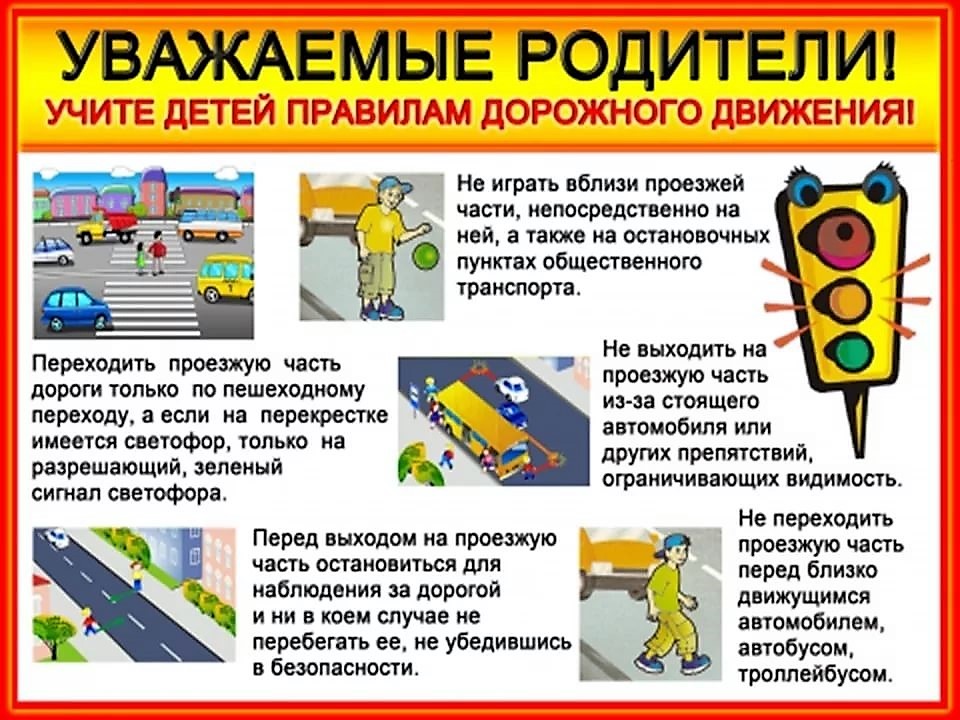 УВАЖАЕМЫЕ РОДИТЕЛИ!
УЧИТЕ ДЕТЕЙ ПРАВИЛАМ ДОРОЖНОГО ДВИЖЕНИЯ!
Не играть вблизи проезжей
части, непосредственно на
ней, а также на остановочных
пунктах общественного
транспорта.
Переходить проезжую часть
дороги только по пешеходному
переходу, а если на перекрестке
имеется светофор, только на
разрешающий, зеленый
сигнал светофора.
Не выходить на
проезжую часть
из-за стоящего
автомобиля или
других препятствий,
ограничивающих видимость.
Перед выходом на проезжую
часть остановиться для
наблюдения за дорогой
и ни в коем случае не
перебегать ее, не убедившись
в безопасности.
Не переходить
проезжую часть
перед близко
движущимся
автомобилем,
автобусом,
троллейбусом.